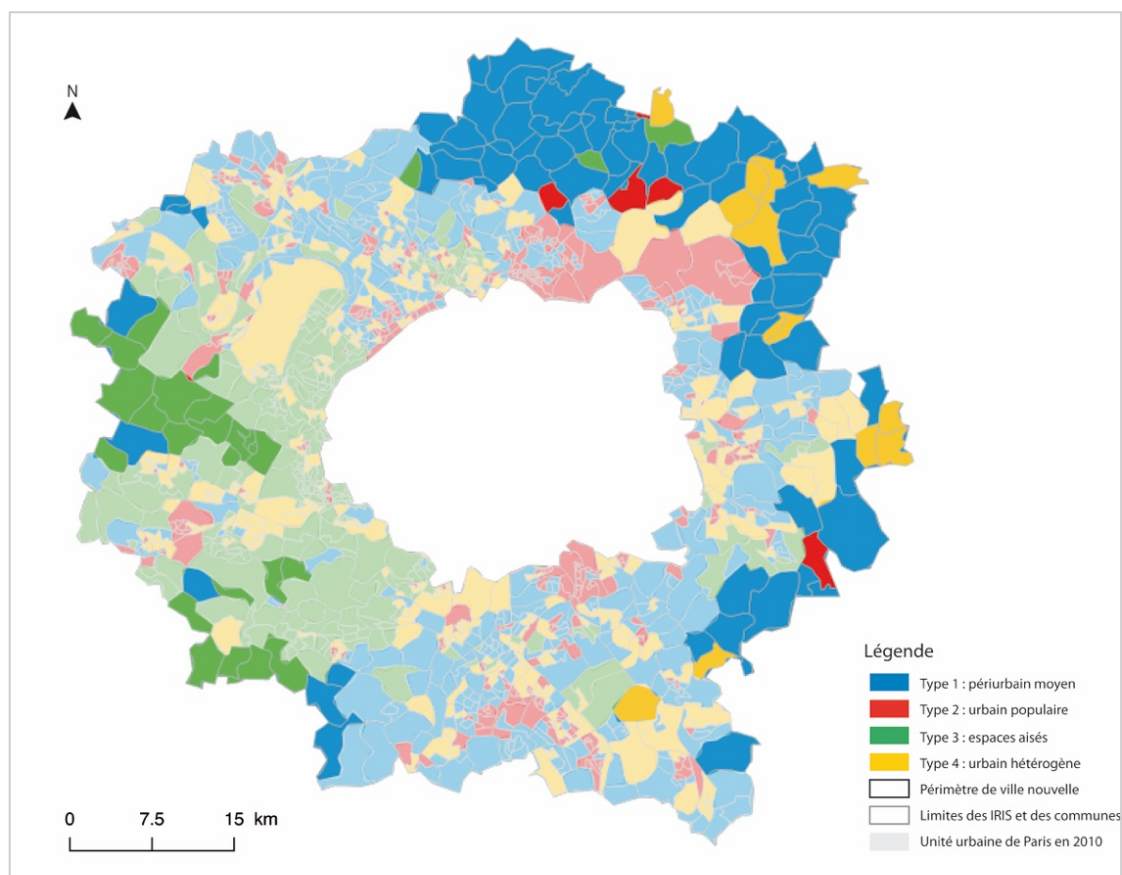 N
Légende
Type 1 : périurbain moyen
Type 2 : urbain populaire
Type 3 : espaces aisés
Type 4 : urbain hétérogène
Périmètre de ville nouvelle
Limites des IRIS et des communes
Unité urbaine de Paris en 2010
0 7.5 15 km